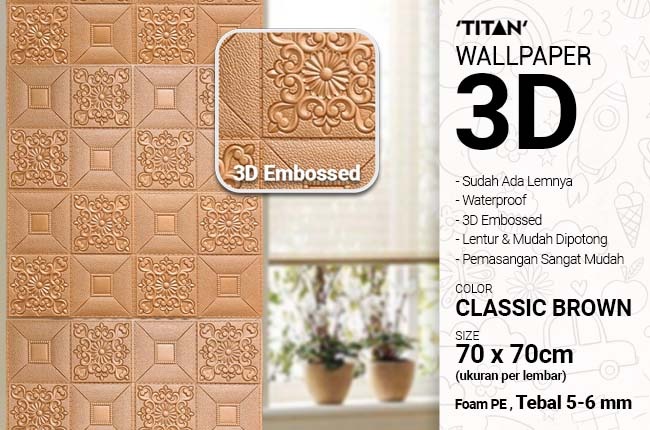 'TITAN'
WALLPAPER
3D
- Sudah Ada Lemnya
- Waterproof
- 3D Embossed
- Lentur & Mudah Dipotong
- Pemasangan Sangat Mudah
COLOR
CLASSIC BROWN
SIZE
70 x 70cm
(ukuran per lembar)
Foam PE , Tebal 5-6 mm
3D Embossed
123